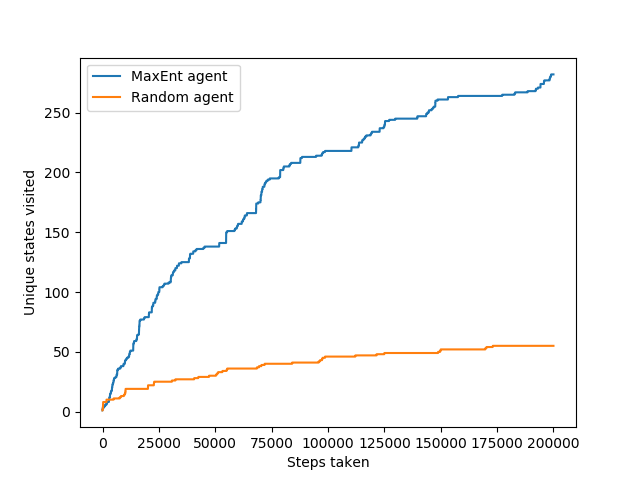 MaxEnt agent
Random agent
Unique states visited
250
200
150
100
50
0
0 25000 50000 75000 100000 125000 150000 175000 200000
Steps taken